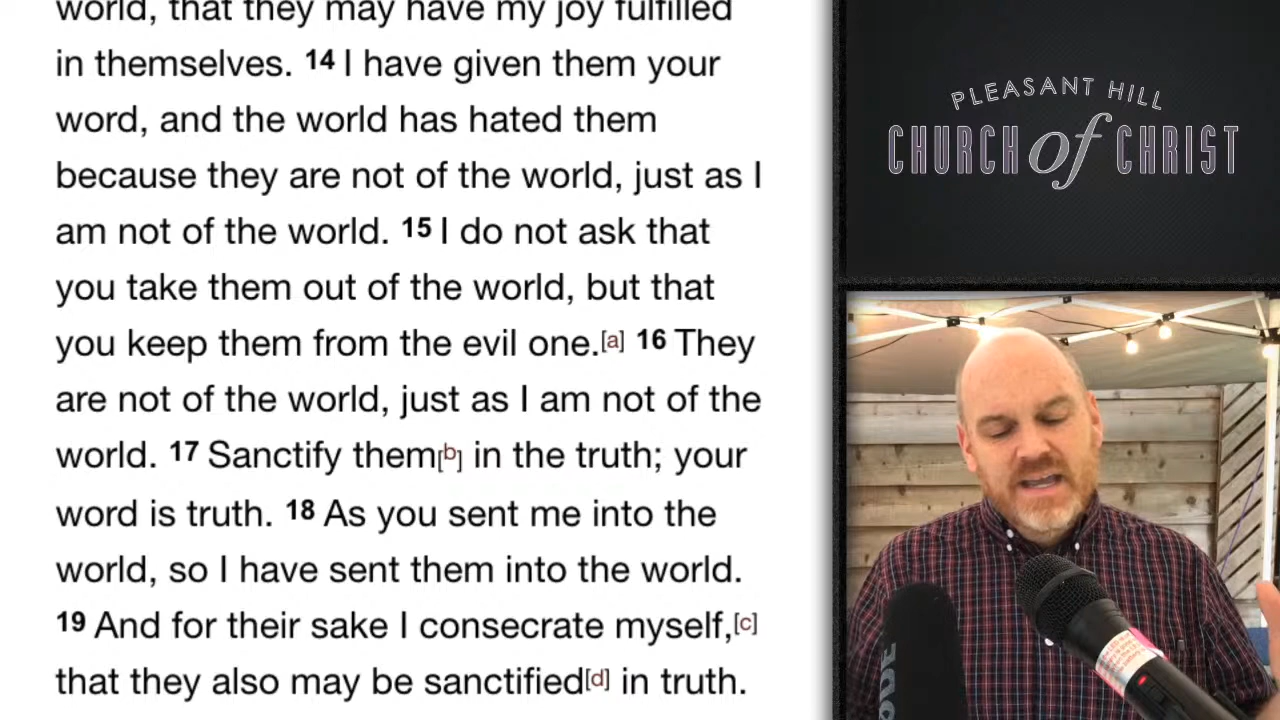 world, that they may have my joy fulfilled
in themselves. 14 I have given them your
word, and the world has hated them
because they are not of the world, just as I
am not of the world. 15 I do not ask that
you take them out of the world, but that
you keep them from the evil one.[a] 16 They
are not of the world, just as I am not of the
world. 17 Sanctify them[b] in the truth; your
word is truth. 18 As you sent me into the
world, so I have sent them into the world.
19 And for their sake I consecrate myself,[c]
that they also may be sanctified[d] in truth.
PLEASANT HILL
CHURCH of CHRIST
ODE